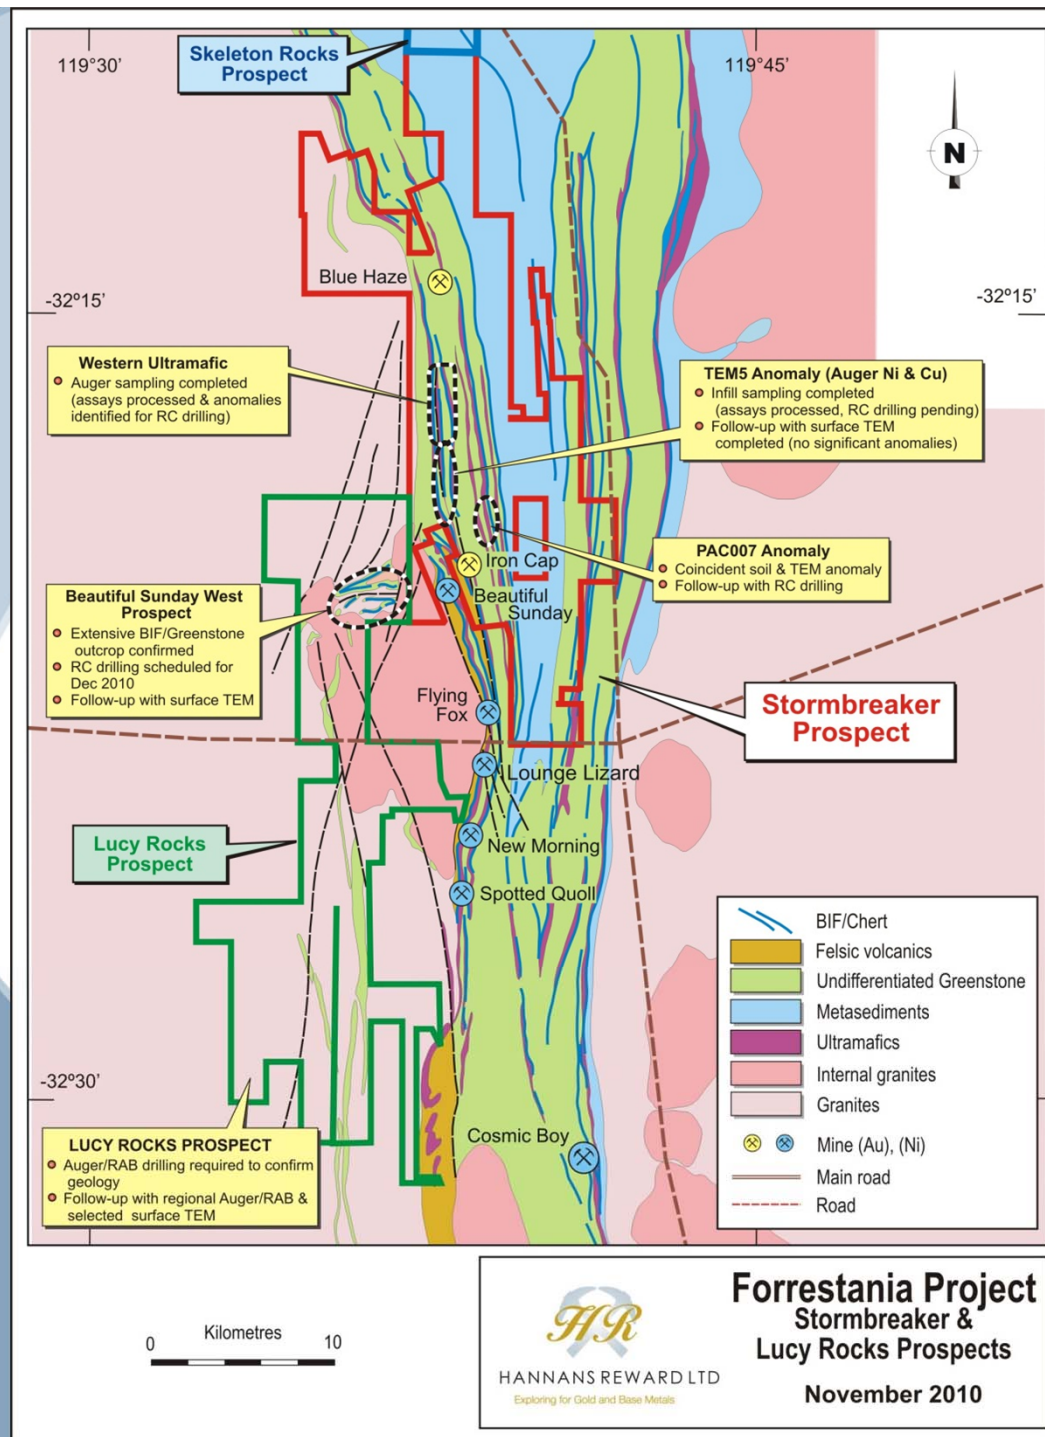 Skeleton Rocks
Prospect
119°30'
119°45'
N
Blue Haze
-32°15'
-32°15'
Western Ultramafic
Auger sampling completed
(assays processed & anomalies
identified for RC drilling)
TEM5 Anomaly (Auger Ni & Cu)
Infill sampling completed
(assays processed, RC drilling pending)
Follow-up with surface TEM
completed (no significant anomalies)
PAC007 Anomaly
Coincident soil & TEM anomaly
Follow-up with RC drilling
Iron Cap
Beautiful
Sunday
Beautiful Sunday West
Prospect
Extensive BIF/Greenstone
outcrop confirmed
RC drilling scheduled for
Dec 2010
Follow-up with surface TEM
Flying
Fox
Stormbreaker
Prospect
Lounge Lizard
Lucy Rocks
Prospect
New Morning
Spotted Quoll
BIF/Chert
Felsic volcanics
Undifferentiated Greenstone
Metasediments
Ultramafics
Internal granites
Granites
Mine (Au), (Ni)
Main road
Road
-32°30'
Cosmic Boy
LUCY ROCKS PROSPECT
Auger/RAB drilling required to confirm
geology
Follow-up with regional Auger/RAB &
selected surface TEM
0 Kilometres 10
HR
HANNANS REWARD LTD
Exploring for Gold and Base Metals
Forrestania Project
Stormbreaker &
Lucy Rocks Prospects
November 2010